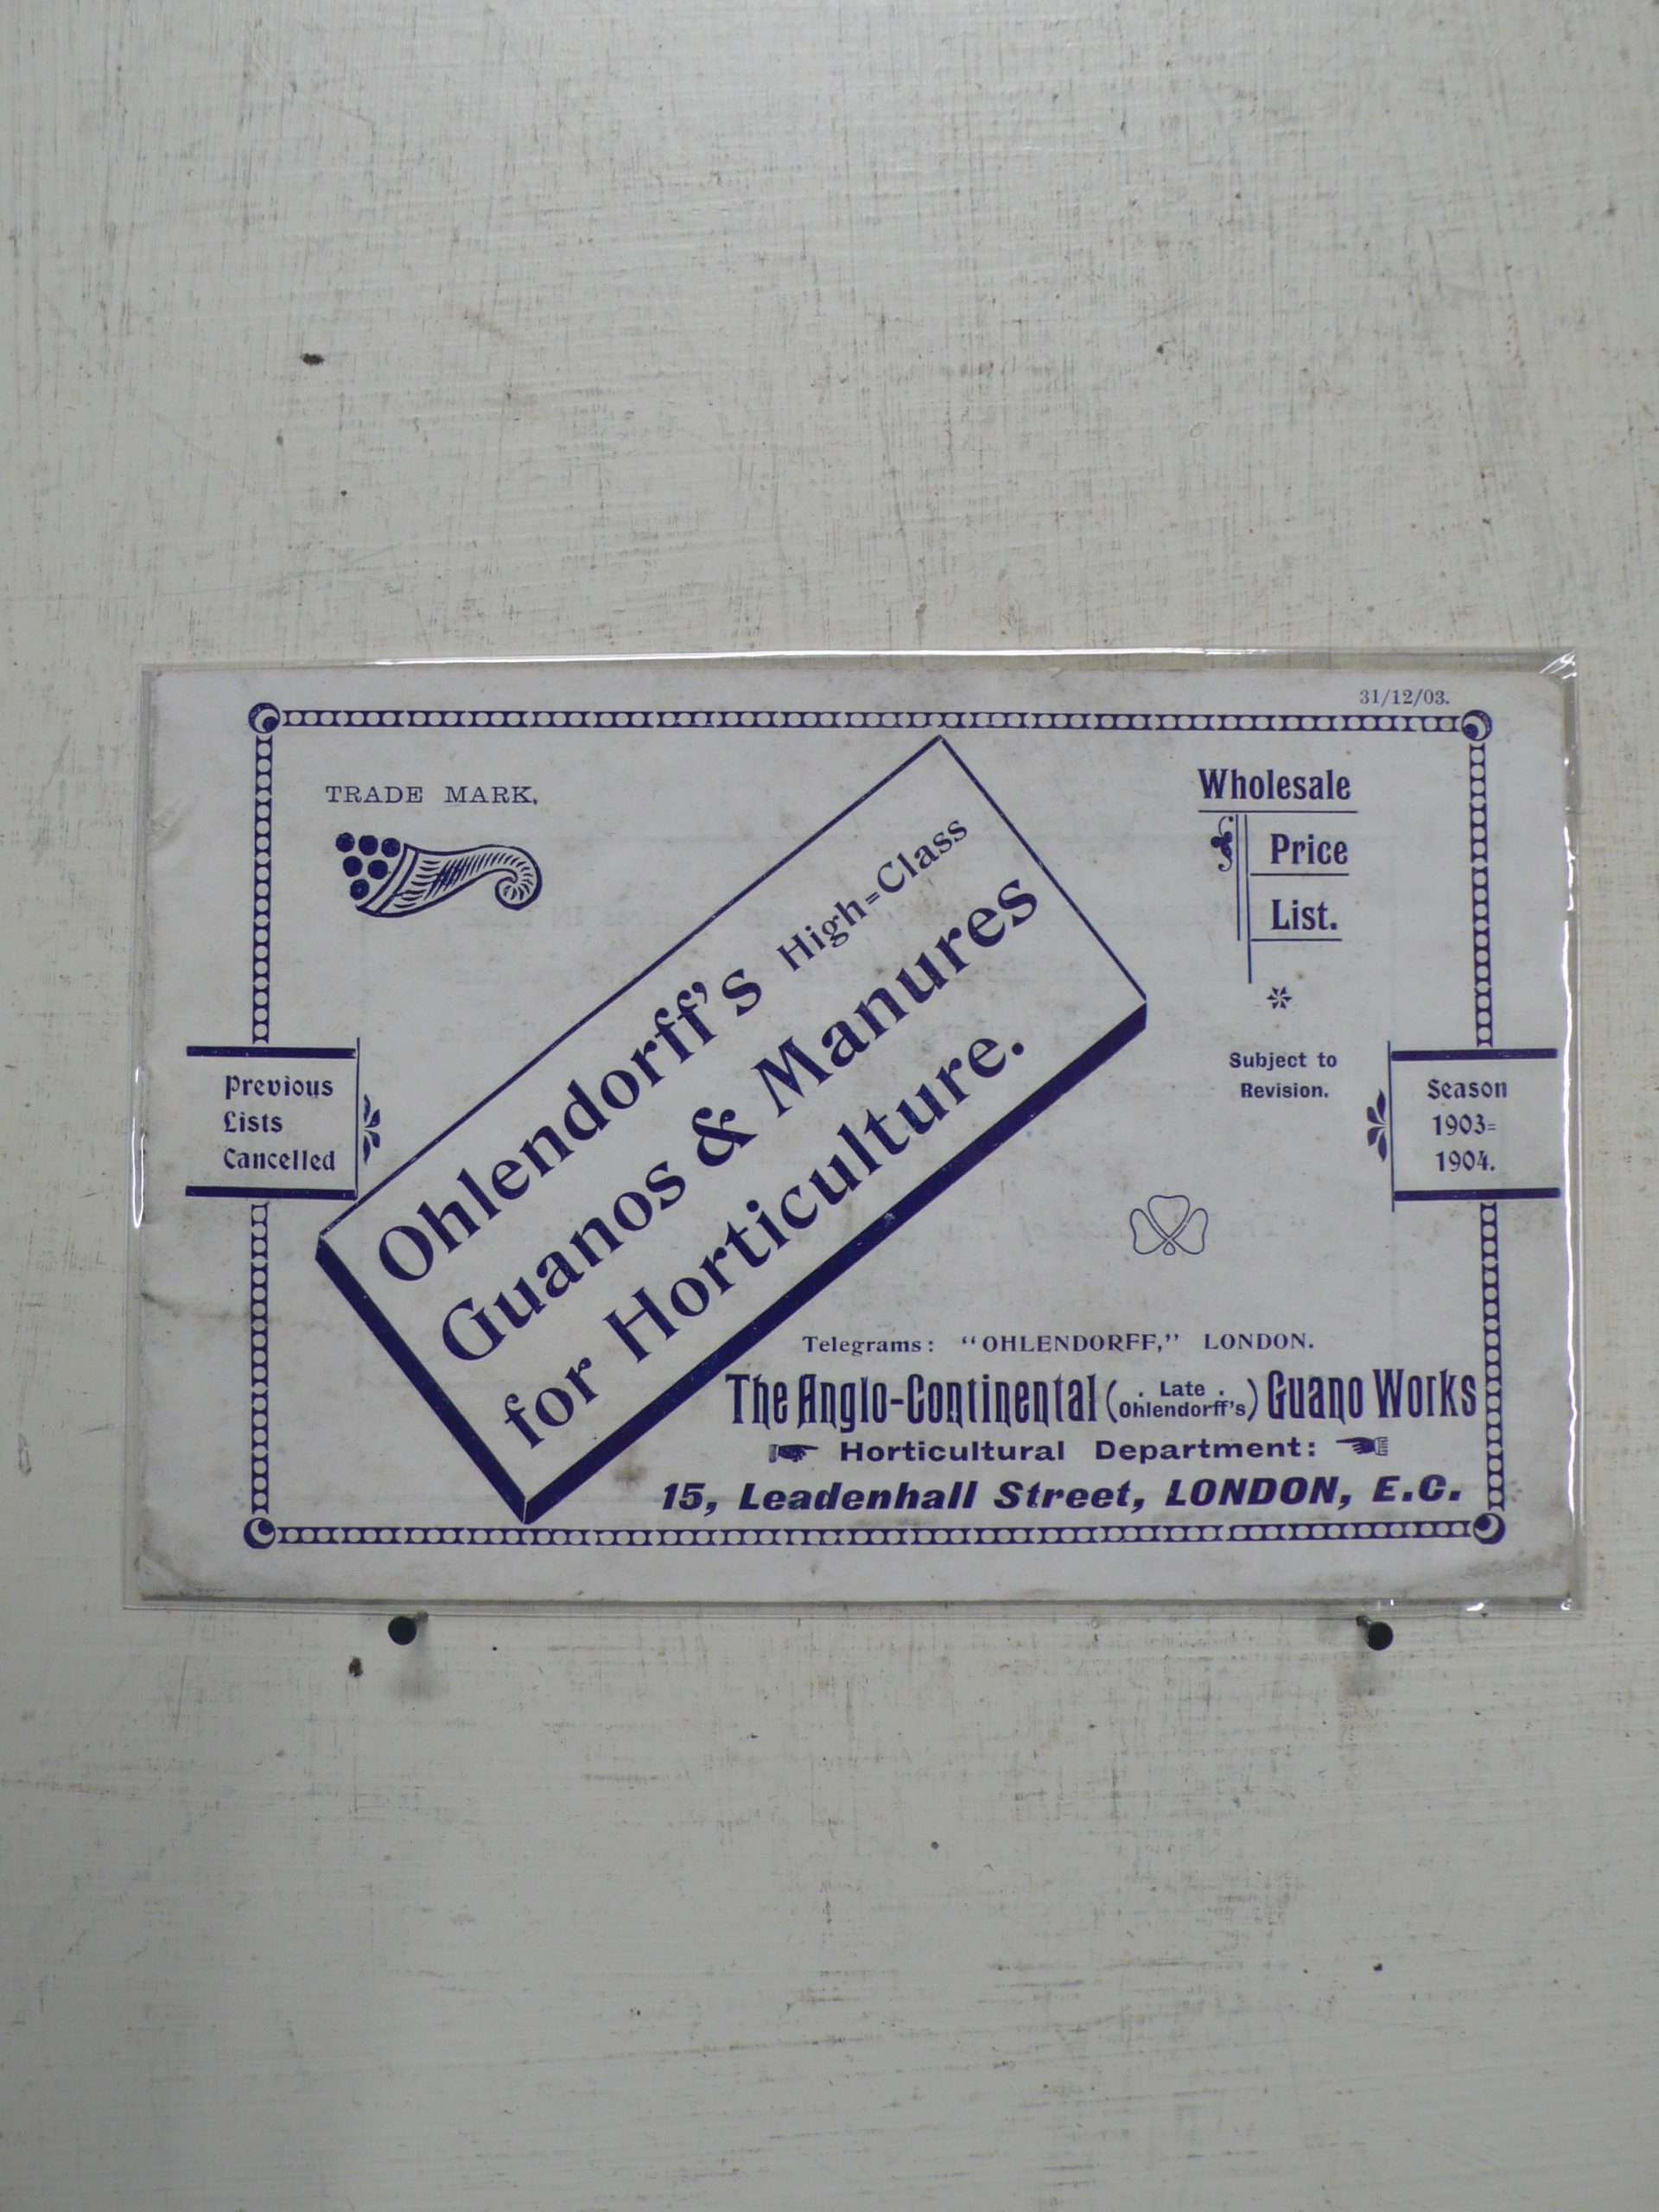 31/12/03.
TRADE MARK.
Wholesale
Price
List.
Subject to
Revision.
Previous
Lists
Cancelled
Season
1903=
1904.
Ohlendorff's High=Class
Guanos & Manures
for Horticulture.
Telegrams: "OHLENDORFF," LONDON.
The Anglo-Continental (Late Ohlendorff's) Guano Works
Horticultural Department:
15, Leadenhall Street, LONDON, E.C.